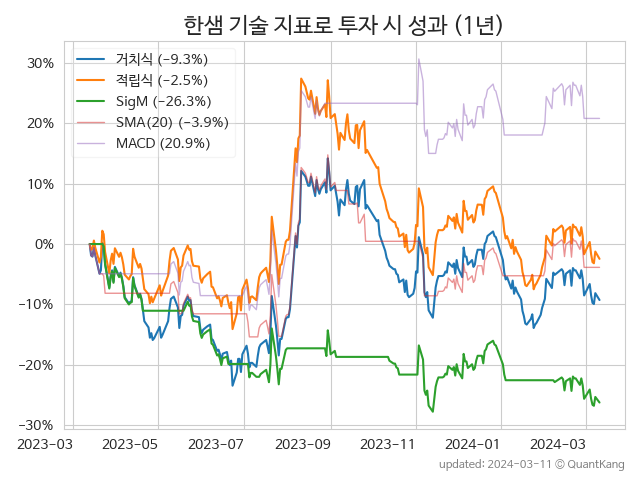 한샘 기술 지표로 투자 시 성과 (1년)
거치식 (−9.3%)
적립식 (−2.5%)
SigM (−26.3%)
SMA(20) (−3.9%)
MACD (20.9%)
30%
20%
10%
0%
−10%
−20%
−30%
2023-03 2023-05 2023-07 2023-09 2023-11 2024-01 2024-03
updated: 2024-03-11 © QuantKang